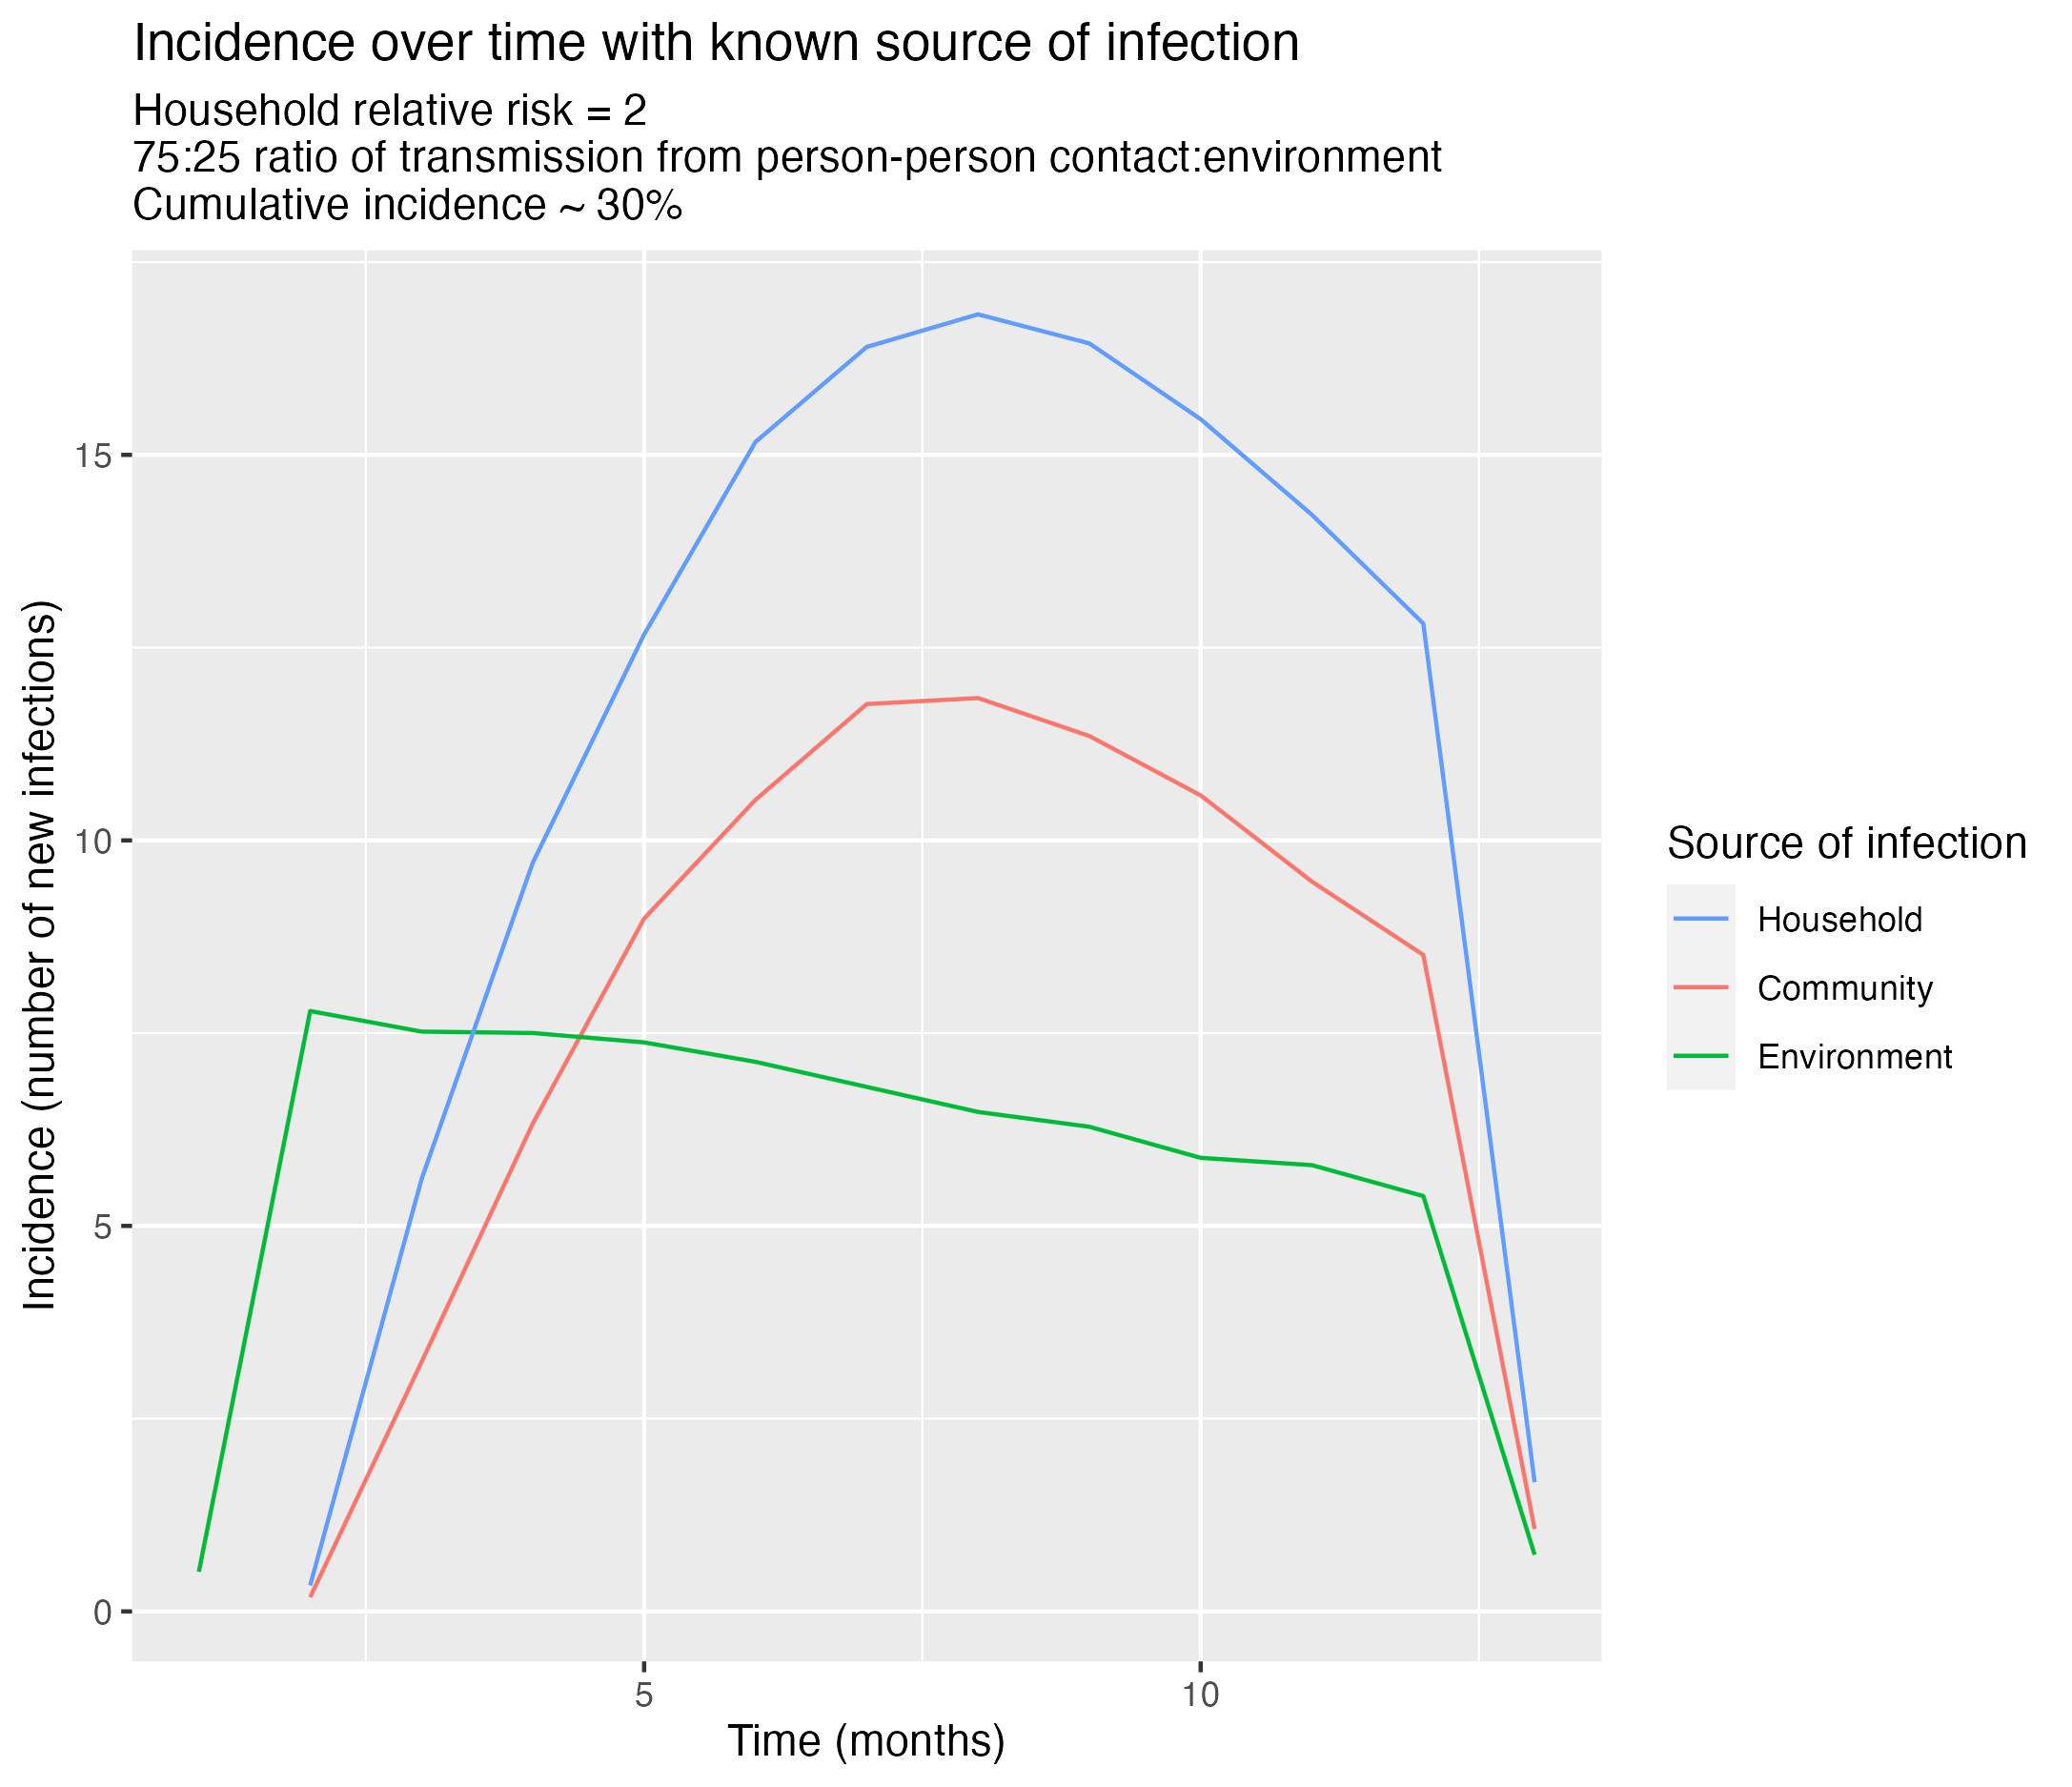 Incidence over time with known source of infection
Household relative risk = 2
75:25 ratio of transmission from person-person contact:environment
Cumulative incidence ~ 30%
Incidence (number of new infections)
15
10
5
0
5
10
Time (months)
Source of infection
Household
Community
Environment